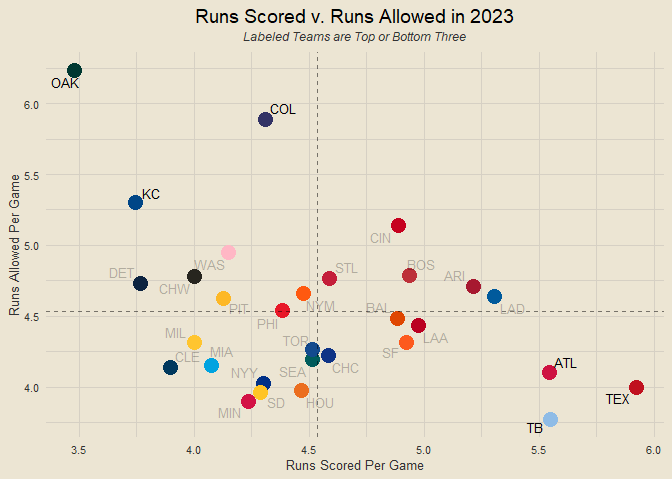 Runs Scored v. Runs Allowed in 2023
Labeled Teams are Top or Bottom Three
OAK
6.0
COL
5.5
KC
5.0
CIN
WAS
DET
CHW
STL
BOS
ARI
PIT
NYM
BAL
LAD
4.5
PHI
MIL
TOR
LAA
CLE
MIA
SF
NYY
SEA
CHC
ATL
4.0
MIN
SD
HOU
TEX
TB
3.5
4.0
4.5
5.0
5.5
6.0
Runs Scored Per Game
Runs Allowed Per Game